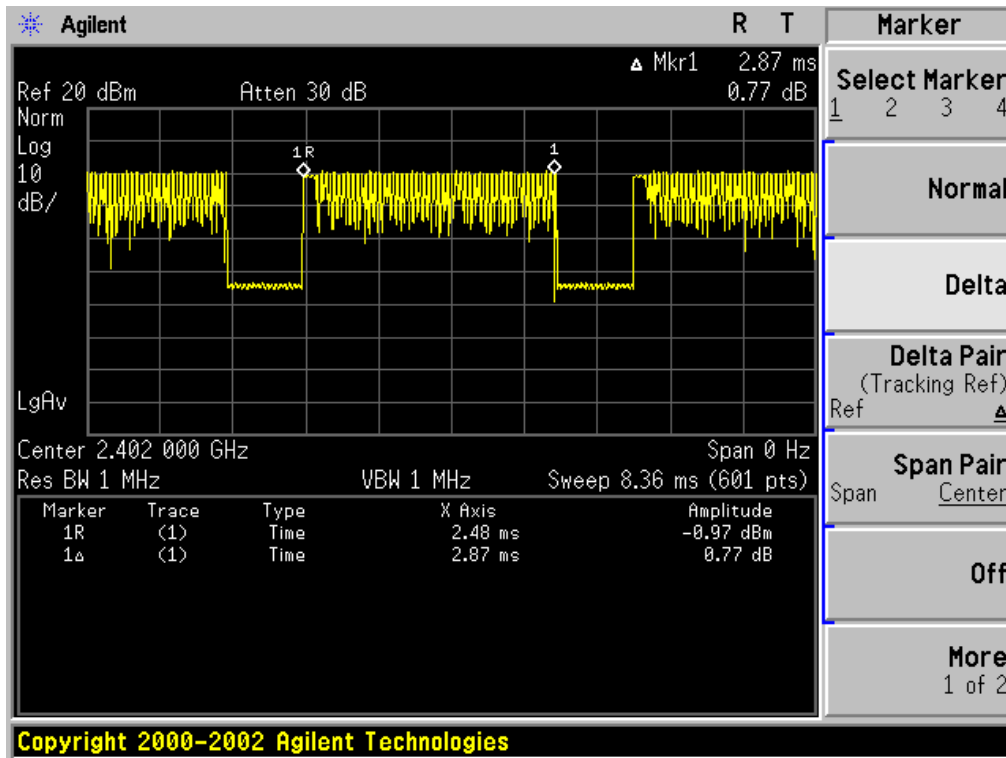 Agilent R T
Δ Mkr1 2.87 ms
Ref 20 dBm Atten 30 dB 0.77 dB
Norm
Log
10
dB/
1R 1
LgAv
Center 2.402 000 GHz Span 0 Hz
Res BW 1 MHz VBW 1 MHz Sweep 8.36 ms (601 pts)
Marker Trace Type X Axis Amplitude
1R (1) Time 2.48 ms -0.97 dBm
1Δ (1) Time 2.87 ms 0.77 dB
Marker
Select Marker
1 2 3 4
Normal
Delta
Delta Pair
(Tracking Ref)
Ref Δ
Span Pair
Span Center
Off
More
1 of 2
Copyright 2000-2002 Agilent Technologies